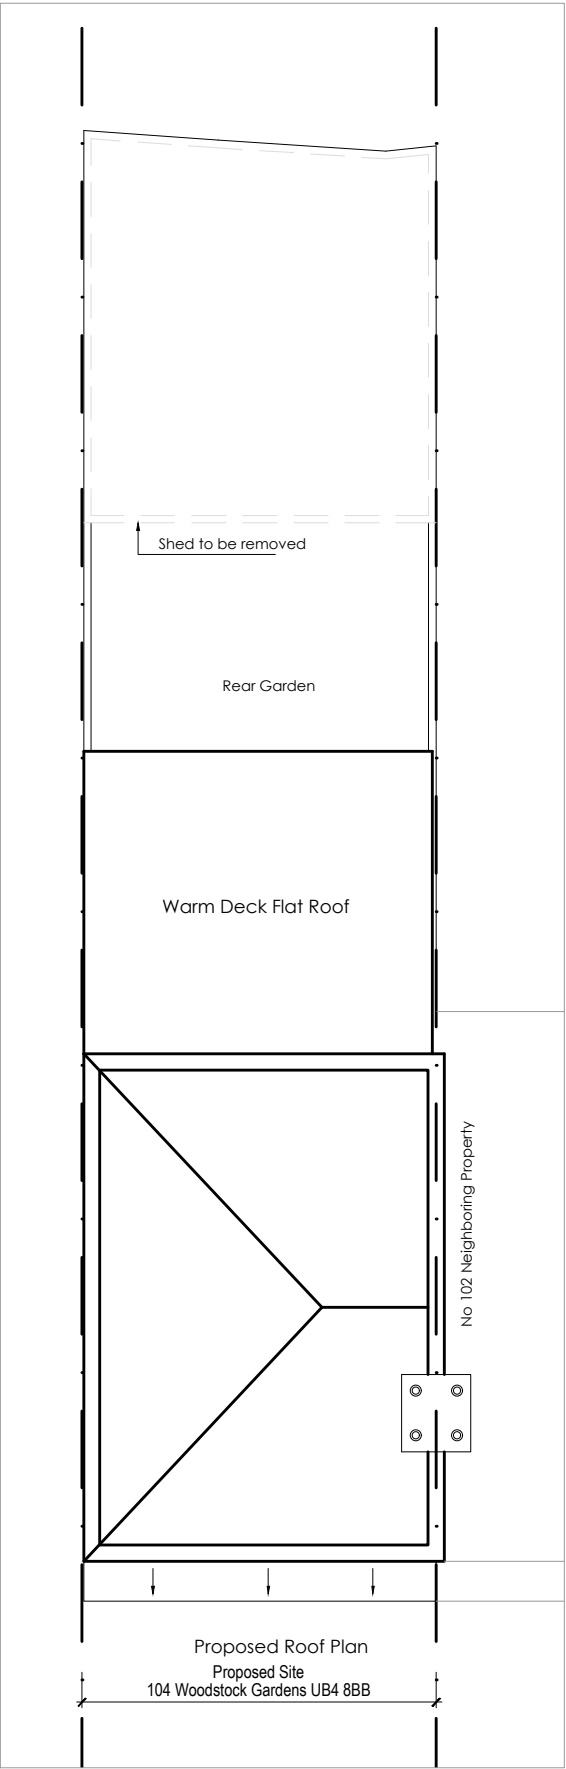 Shed to be removed
Rear Garden
Warm Deck Flat Roof
No 102 Neighboring Property
Proposed Roof Plan
Proposed Site
104 Woodstock Gardens UB4 8BB